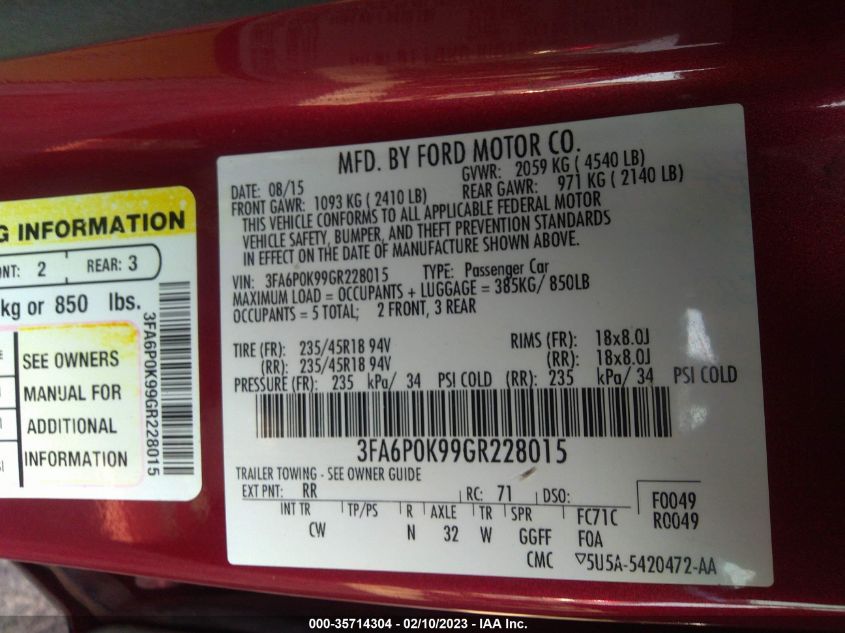 MFD. BY FORD MOTOR CO.
DATE: 08/15 GVWR: 2059 KG ( 4540 LB)
FRONT GAWR: 1093 KG ( 2410 LB) REAR GAWR: 971 KG ( 2140 LB)
THIS VEHICLE CONFORMS TO ALL APPLICABLE FEDERAL MOTOR
VEHICLE SAFETY, BUMPER, AND THEFT PREVENTION STANDARDS
IN EFFECT ON THE DATE OF MANUFACTURE SHOWN ABOVE.
VIN: 3FA6P0K99GR228015 TYPE: Passenger Car
MAXIMUM LOAD = OCCUPANTS + LUGGAGE = 385KG/ 850LB
OCCUPANTS = 5 TOTAL; 2 FRONT, 3 REAR
TIRE (FR): 235/45R18 94V RIMS (FR): 18x8.0J
(RR): 235/45R18 94V (RR): 18x8.0J
PRESSURE (FR): 235 kPa/ 34 PSI COLD (RR): 235 kPa/ 34 PSI COLD
3FA6P0K99GR228015
TRAILER TOWING - SEE OWNER GUIDE
EXT PNT: RR RC: 71 DSO: F0049
INT TR TP/PS R AXLE TR SPR FC71C R0049
CW N 32 W GGFF F0A
CMC ▽5U5A-5420472-AA
G INFORMATION
NT: 2 REAR: 3
kg or 850 lbs.
SEE OWNERS
MANUAL FOR
ADDITIONAL
INFORMATION
3FA6P0K99GR228015
000-35714304 - 02/10/2023 - IAA Inc.